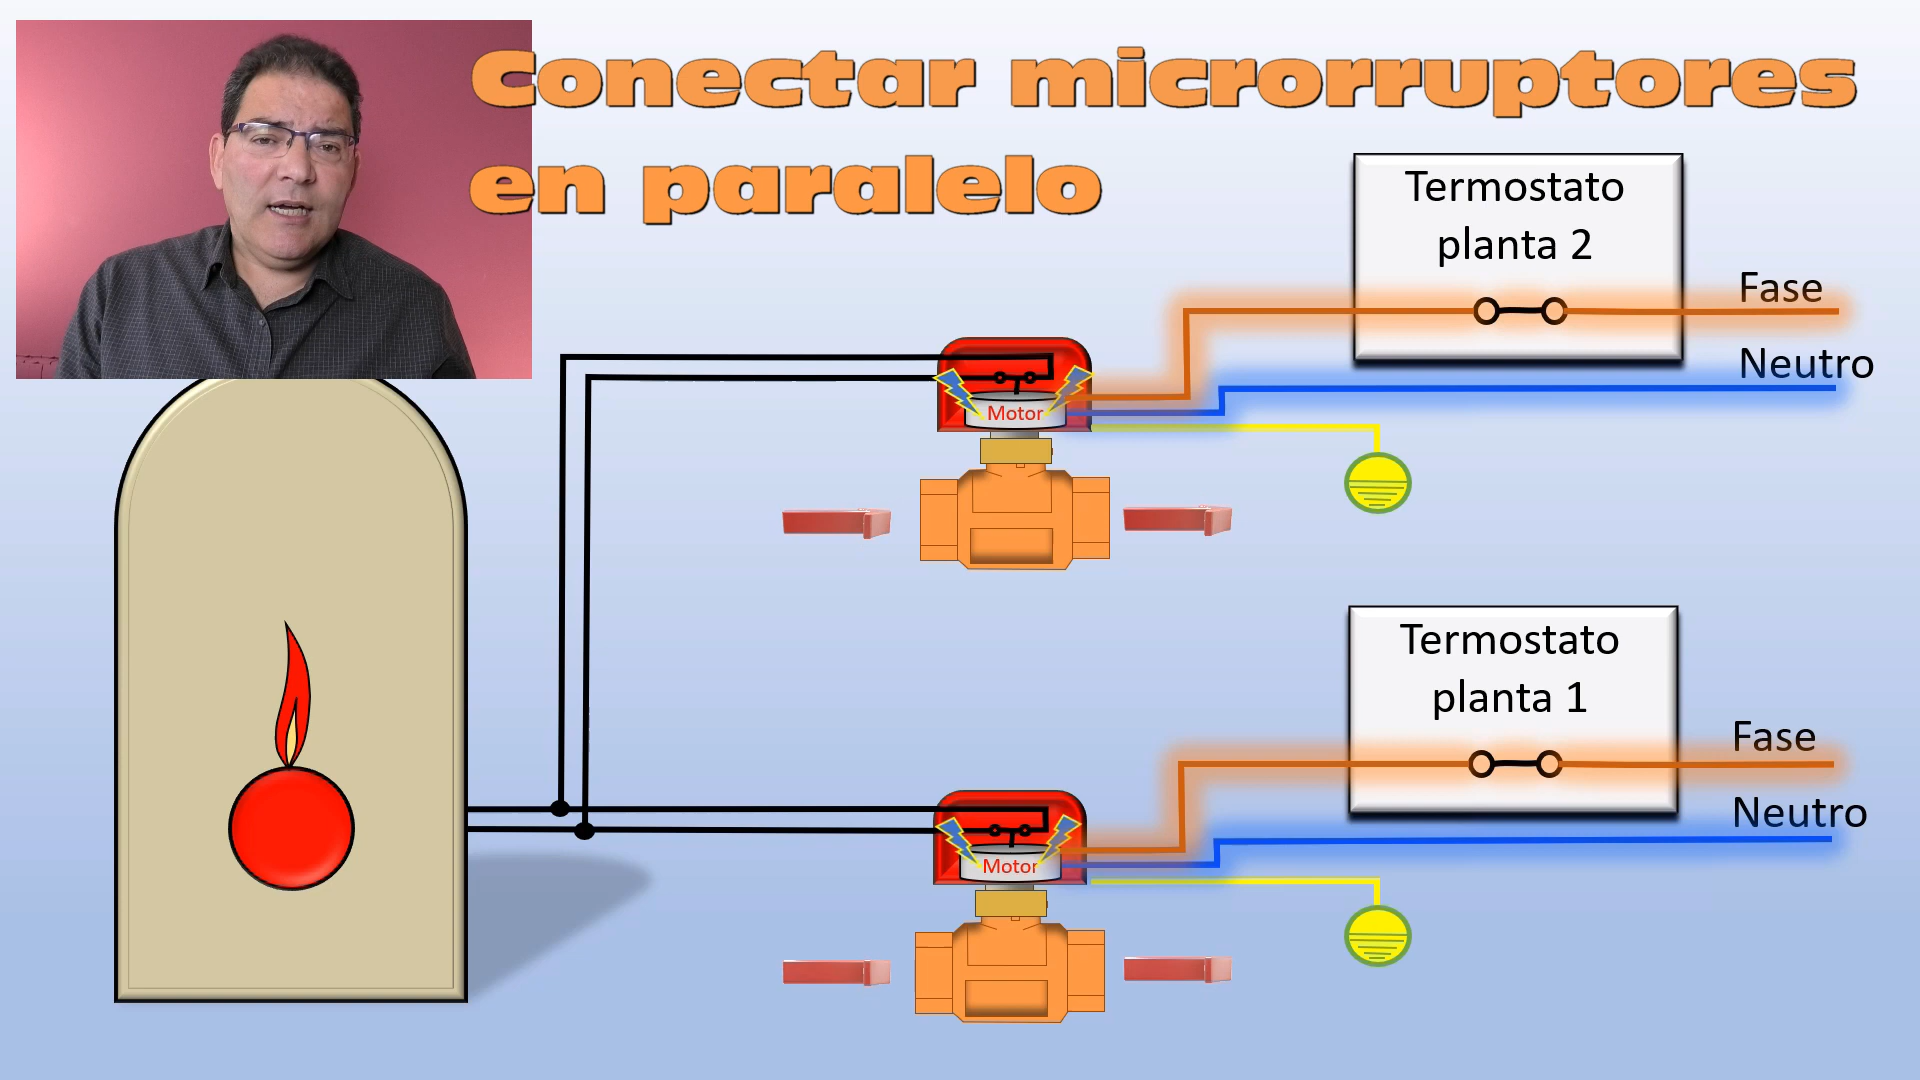 Conectar microrruptores
en paralelo
Termostato
planta 2
Fase
Neutro
Motor
Termostato
planta 1
Fase
Neutro
Motor